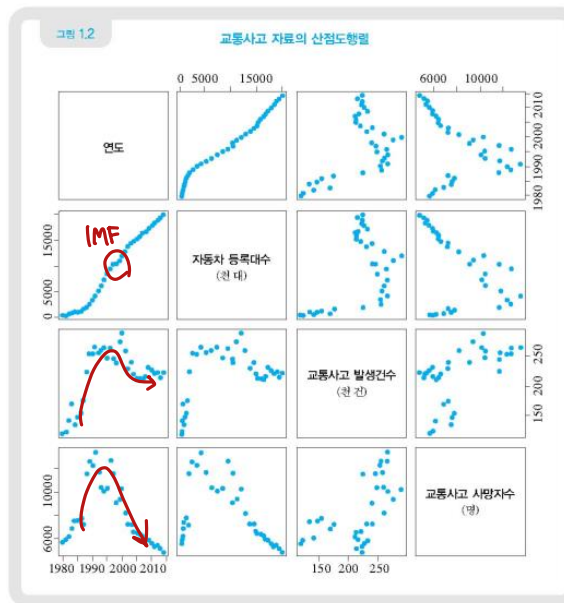 그림 1.2
교통사고 자료의 산점도행렬
0 5000 15000
6000 10000
연도
1980 1990 2000 2010
IMF
0 5000 15000
자동차 등록대수
(천 대)
교통사고 발생건수
(천 건)
150 200 250
6000 10000
교통사고 사망자수
(명)
1980 1990 2000 2010
150 200 250